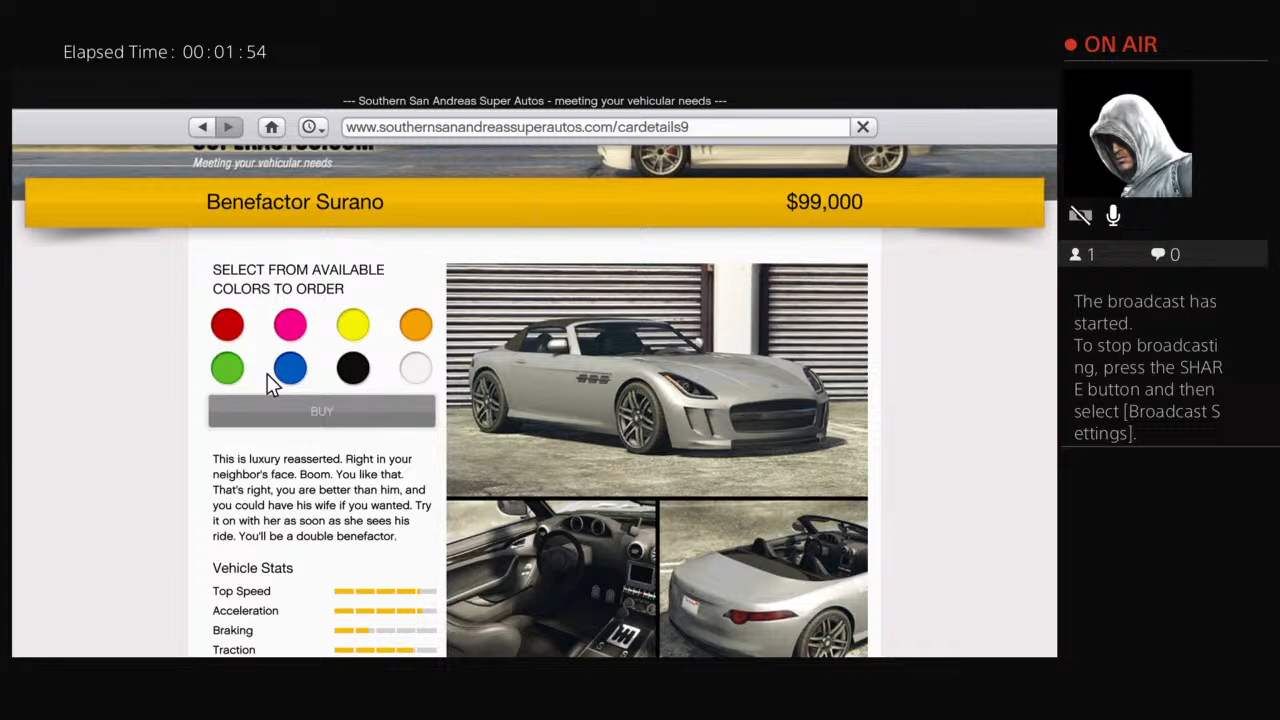 Elapsed Time: 00:01:54
ON AIR
--- Southern San Andreas Super Autos - meeting your vehicular needs ---
www.southernsanandreassuperautos.com/cardetails9
Meeting your vehicular needs
Benefactor Surano
$99,000
1
0
SELECT FROM AVAILABLE
COLORS TO ORDER
BUY
This is luxury reasserted. Right in your
neighbor's face. Boom. You like that.
That's right, you are better than him, and
you could have his wife if you wanted. Try
it on with her as soon as she sees his
ride. You'll be a double benefactor.
Vehicle Stats
Top Speed
Acceleration
Braking
Traction
The broadcast has
started.
To stop broadcasti
ng, press the SHAR
E button and then
select [Broadcast S
ettings].